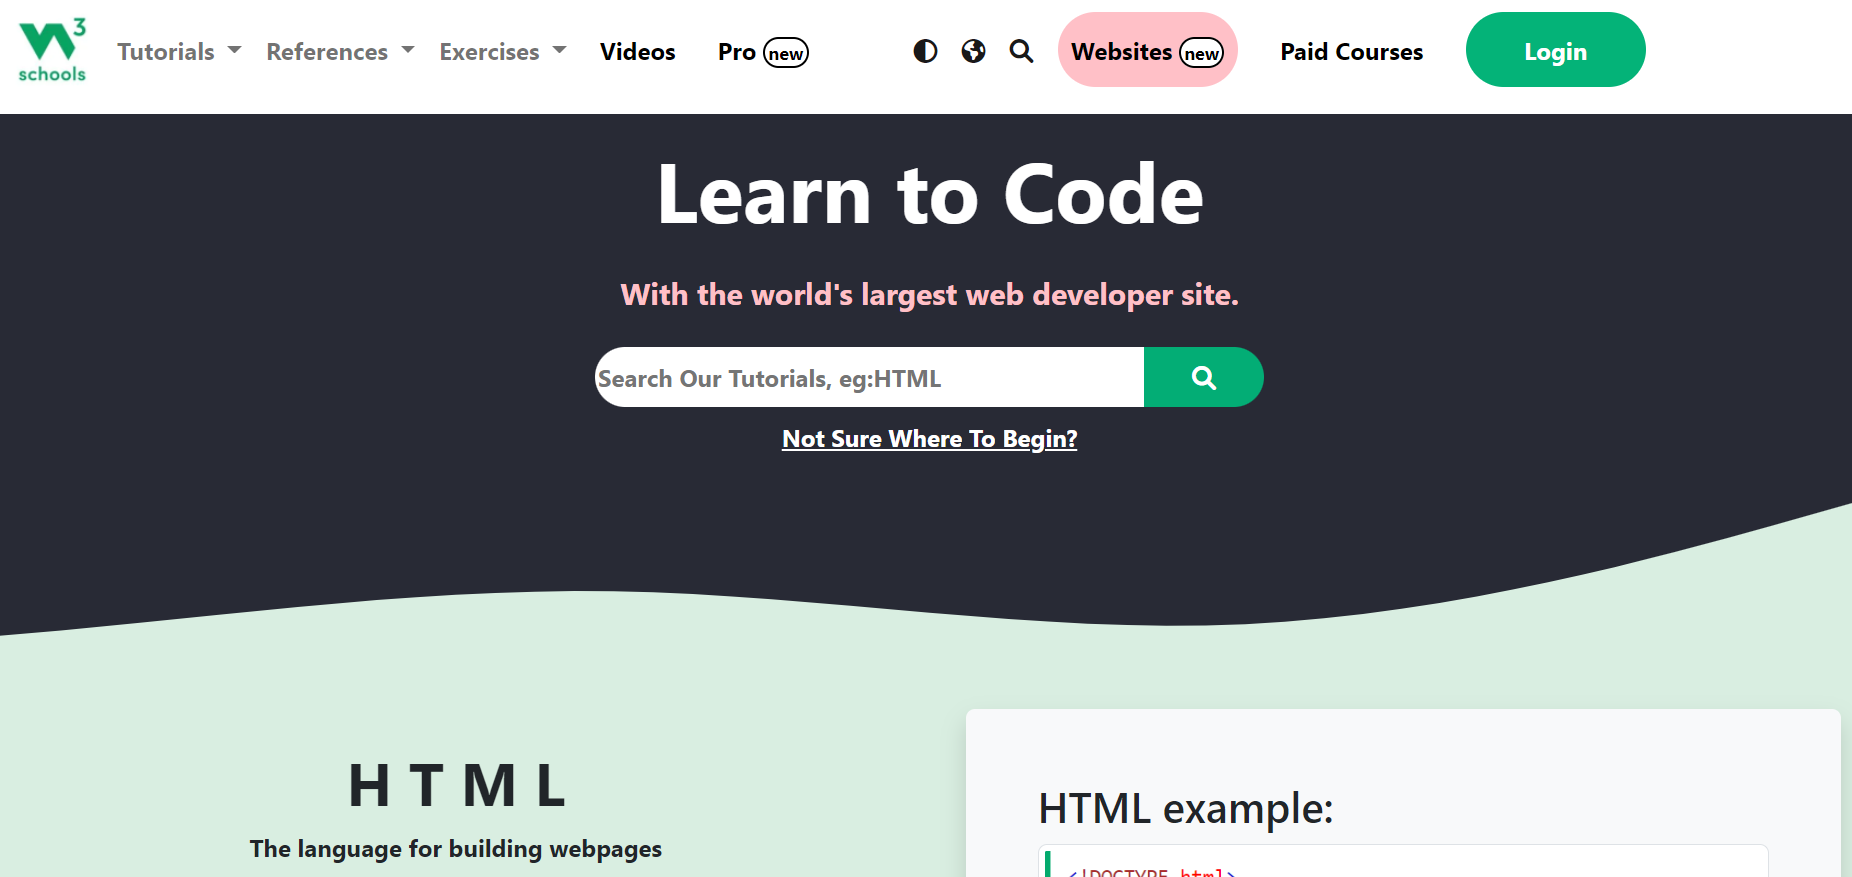 W3
schools
Tutorials References Exercises Videos Pro new Websites new Paid Courses Login
Learn to Code
With the world's largest web developer site.
Search Our Tutorials, eg:HTML
Not Sure Where To Begin?
H T M L
The language for building webpages
HTML example:
<!DOCTYPE html>